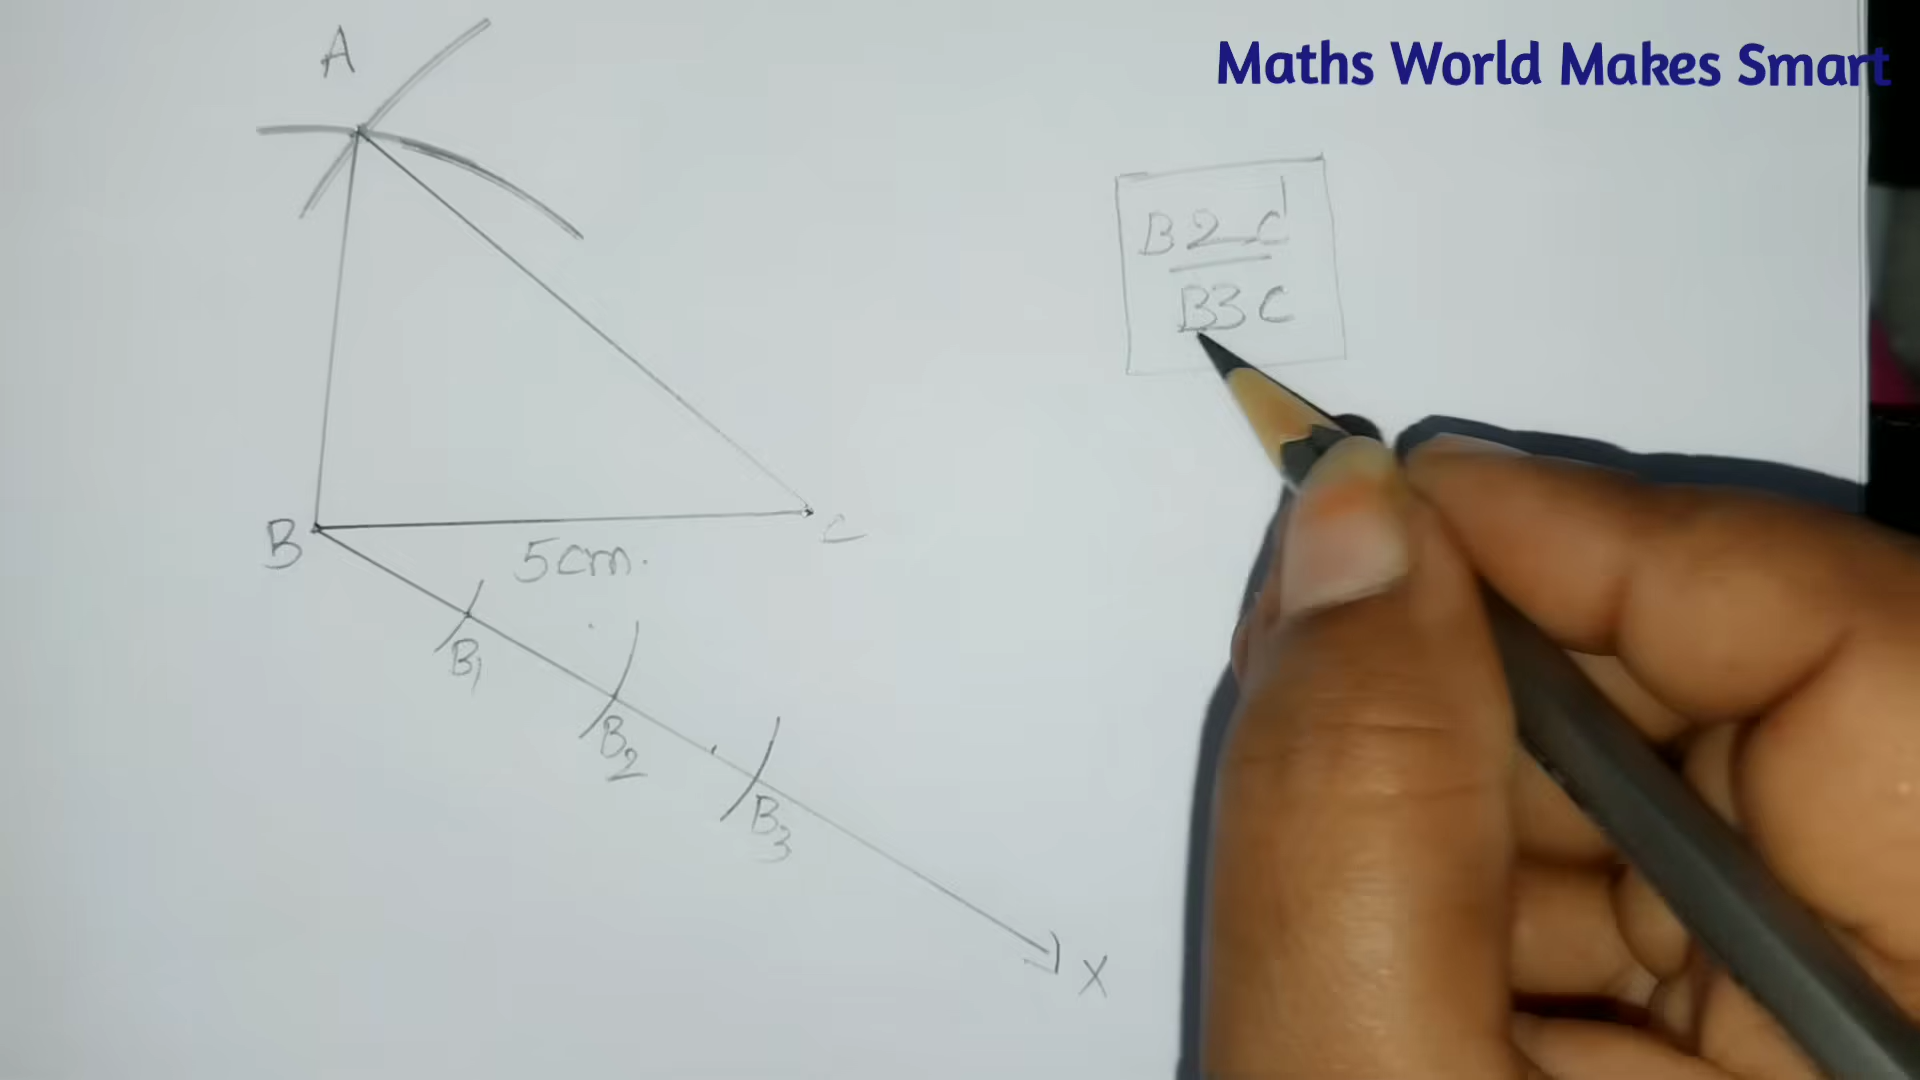 Maths World Makes Smart
A
B2C'
B3C
B
C
5cm.
B1
B2
B3
X